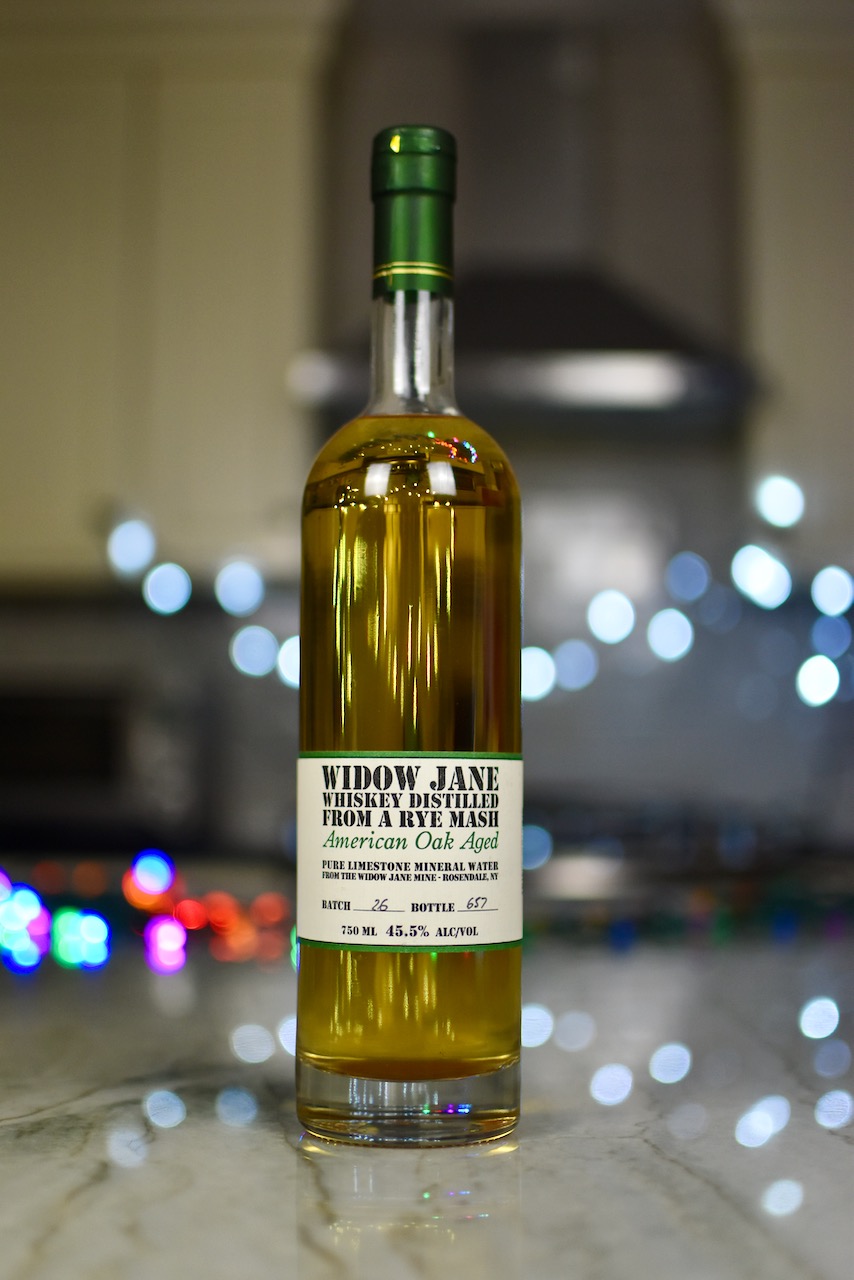 WIDOW JANE
WHISKEY DISTILLED
FROM A RYE MASH
American Oak Aged
PURE LIMESTONE MINERAL WATER
FROM THE WIDOW JANE MINE - ROSENDALE, NY
BATCH 26 BOTTLE 657
750 ML 45.5% ALC/VOL